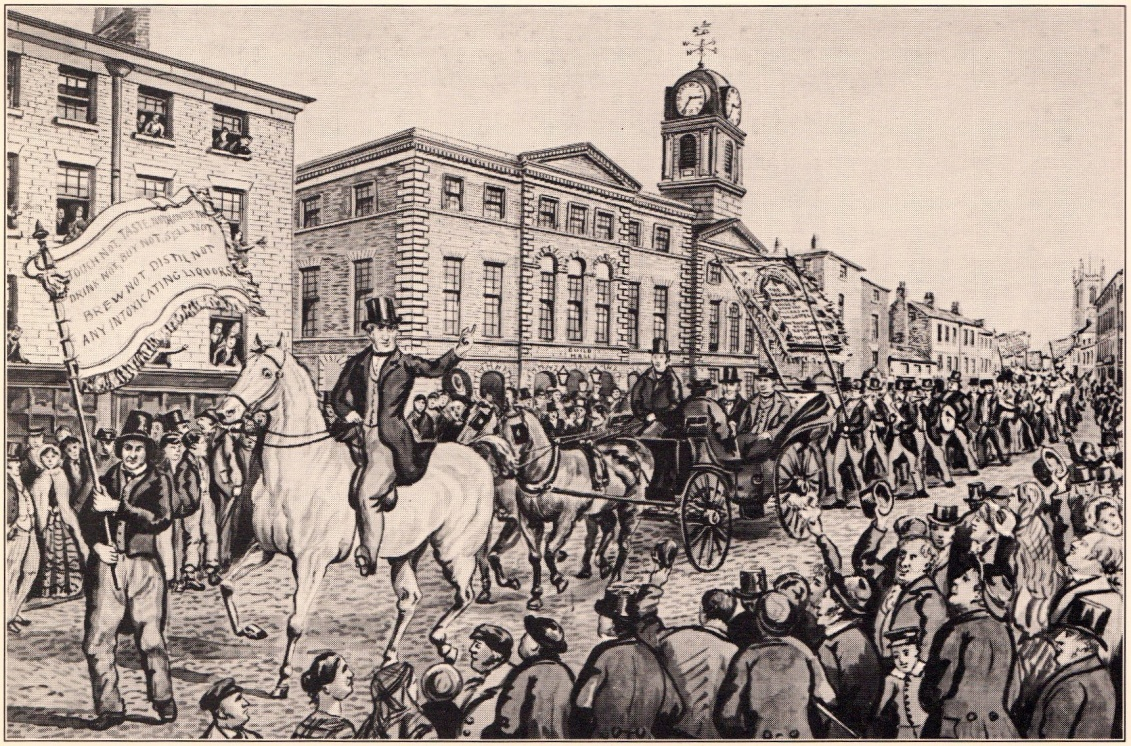 TOUCH NOT, TASTE NOT, HANDLE NOT
DRINK NOT, BUY NOT, SELL NOT
BREW NOT DISTIL NOT
ANY INTOXICATING LIQUORS